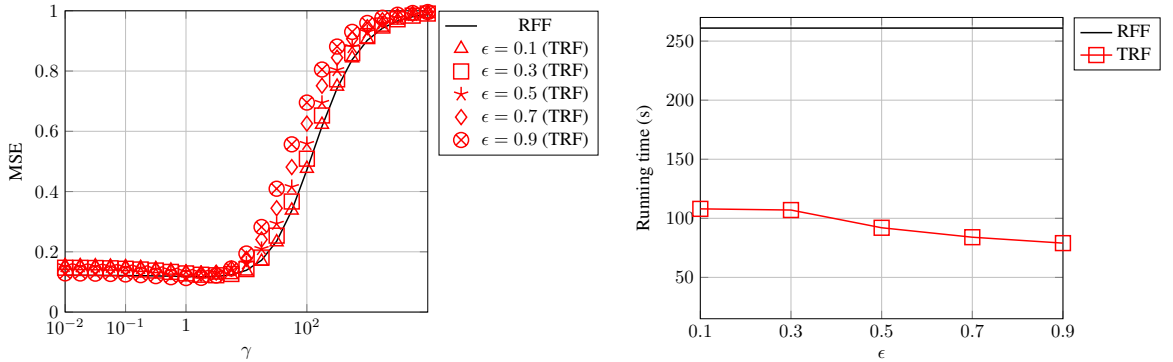 1
0.8
0.6
0.4
0.2
0
MSE
10⁻²
10⁻¹
1
10²
γ
RFF
ϵ = 0.1 (TRF)
ϵ = 0.3 (TRF)
ϵ = 0.5 (TRF)
ϵ = 0.7 (TRF)
ϵ = 0.9 (TRF)
250
200
150
100
50
Running time (s)
0.1
0.3
0.5
0.7
0.9
ϵ
RFF
TRF